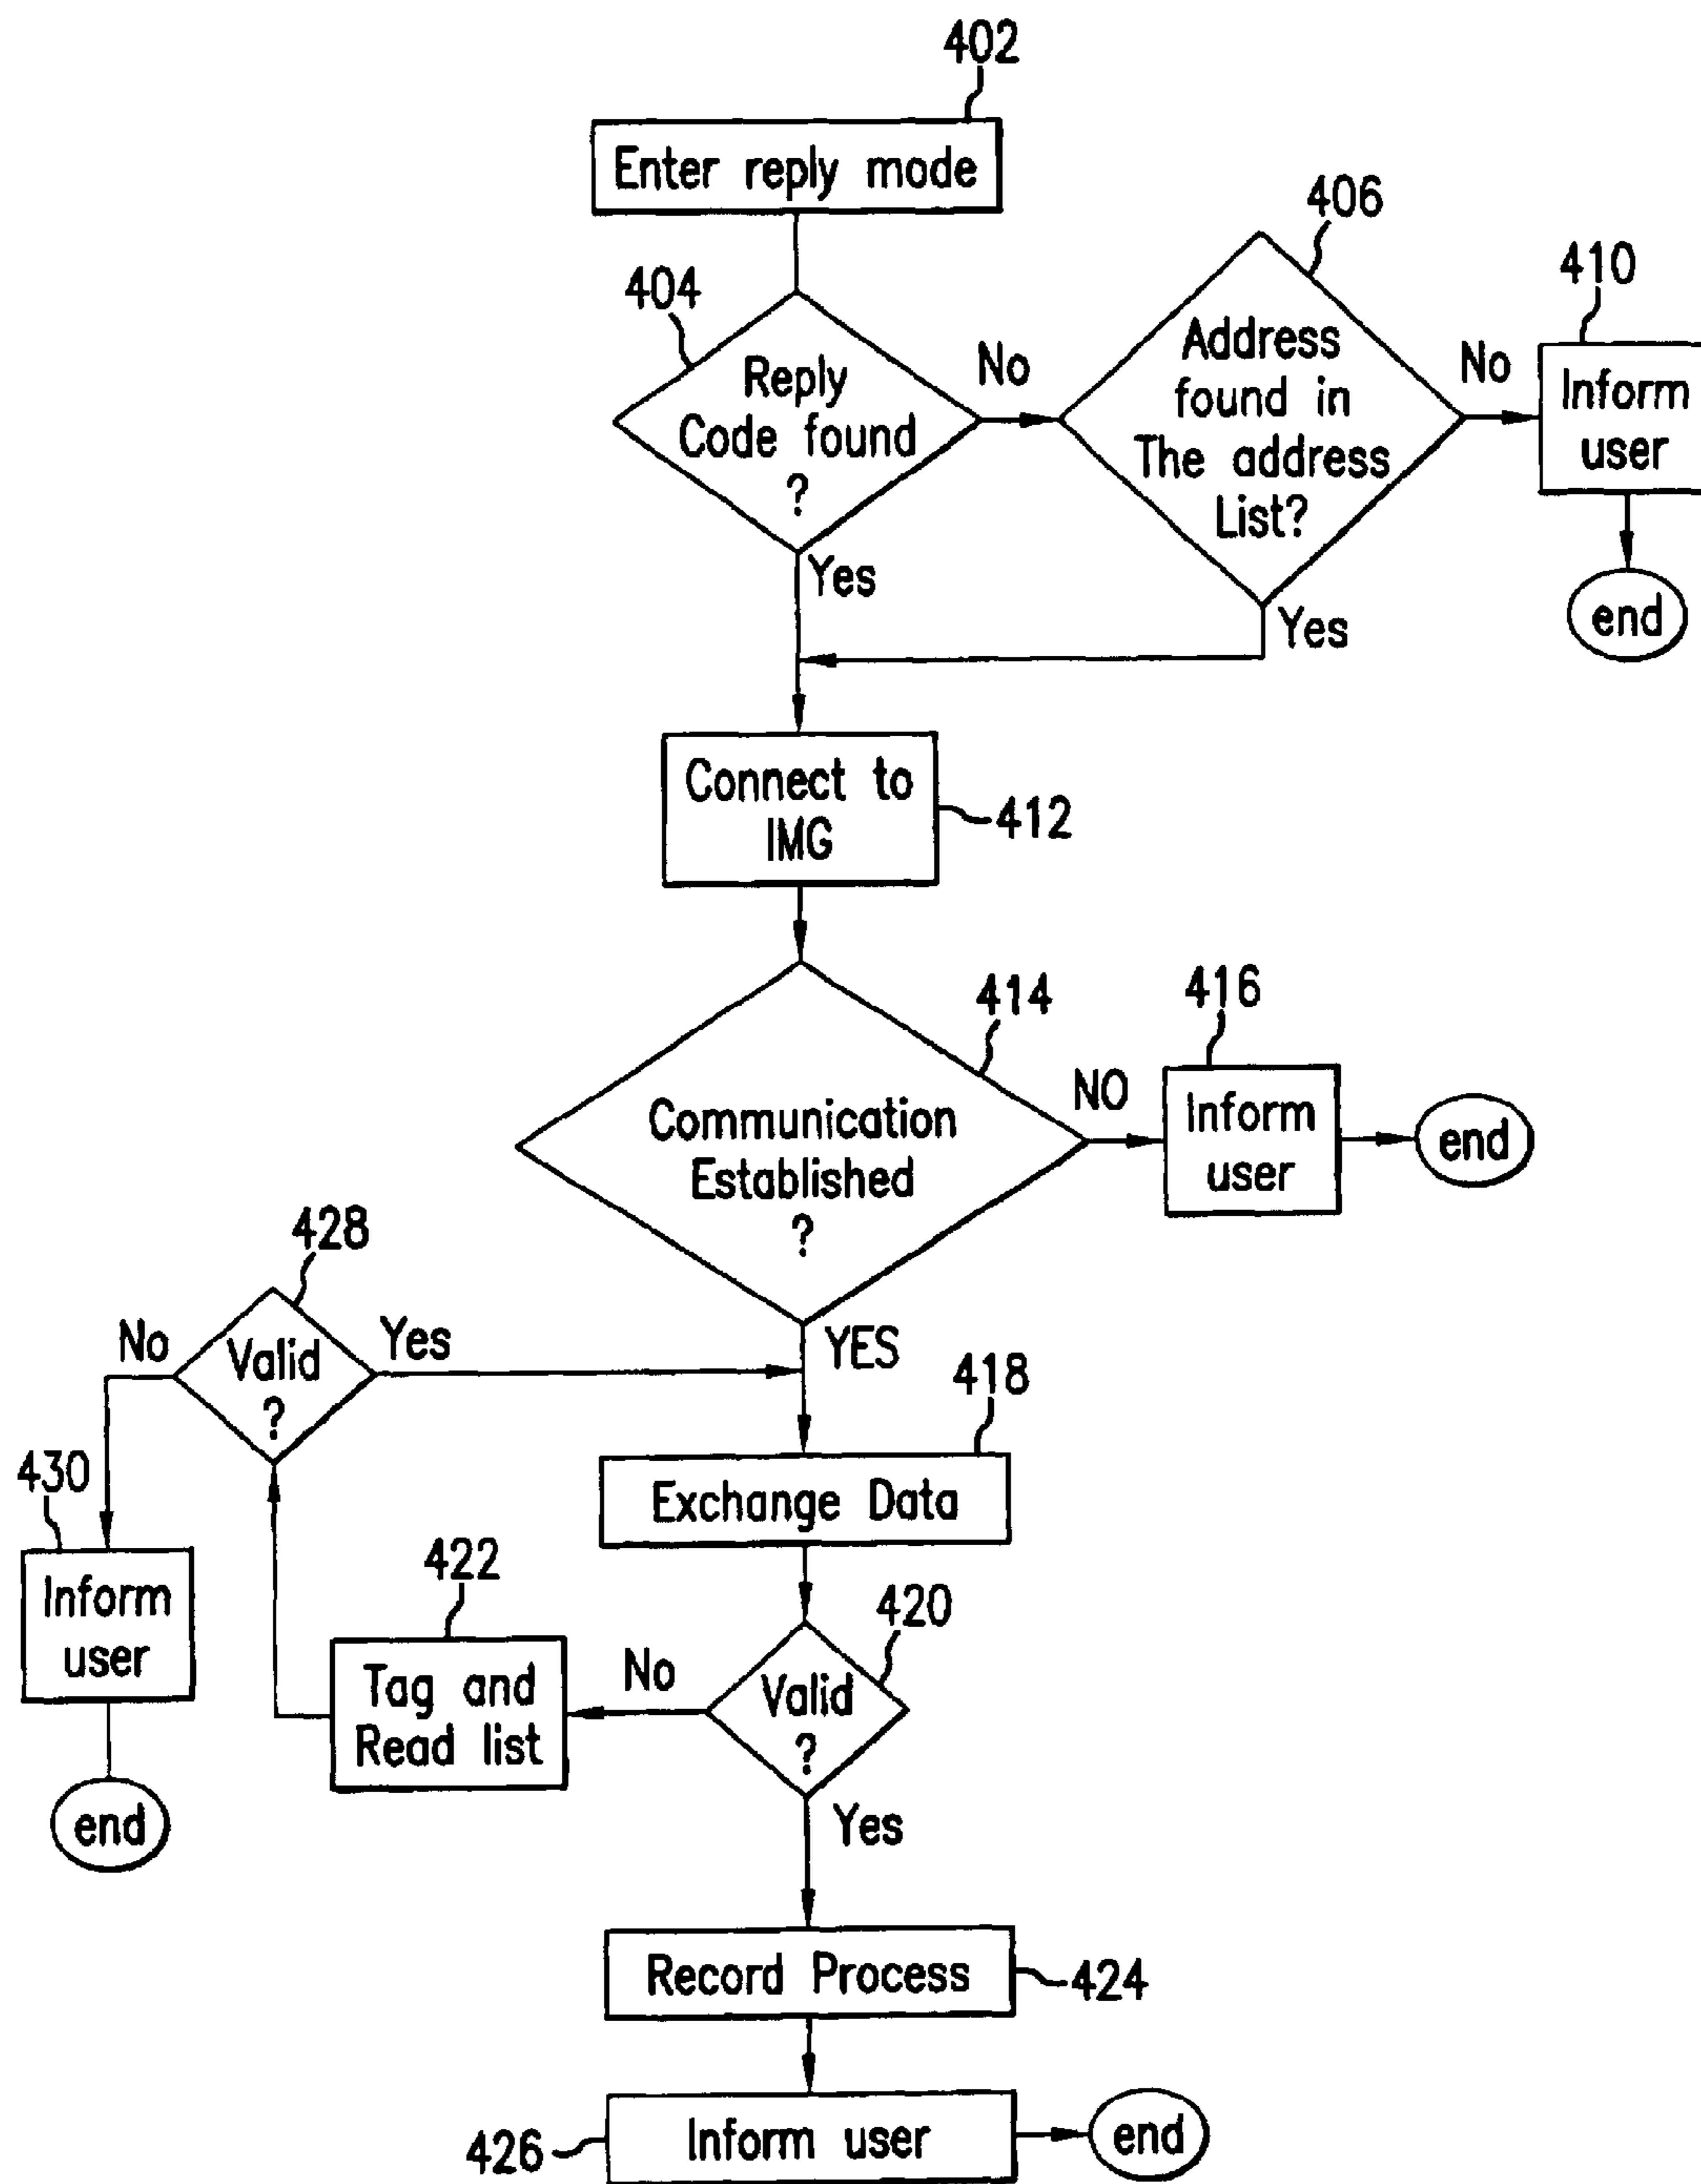 402
Enter reply mode
406
410
404
Reply
Code found
?
No
Address
found in
The address
List?
No
Inform
user
Yes
Yes
end
Connect to
IMG
412
414
416
Communication
Established
?
NO
Inform
user
end
428
No
Valid
?
Yes
YES
418
430
Exchange Data
Inform
user
422
420
Tag and
Read list
No
Valid
?
end
Yes
Record Process
424
426
Inform user
end